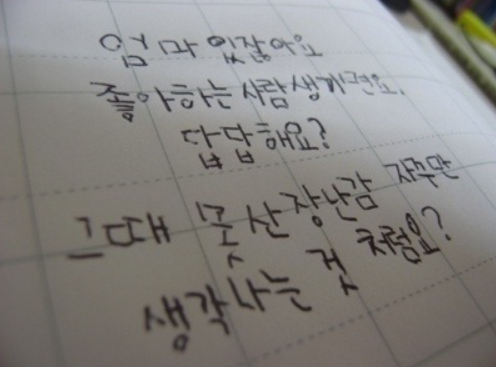 엄마 있잖아요
좋아하는 사람 생기면요.
답답해요?
그때 못 산 장난감 자꾸만
생각나는 것 처럼요?